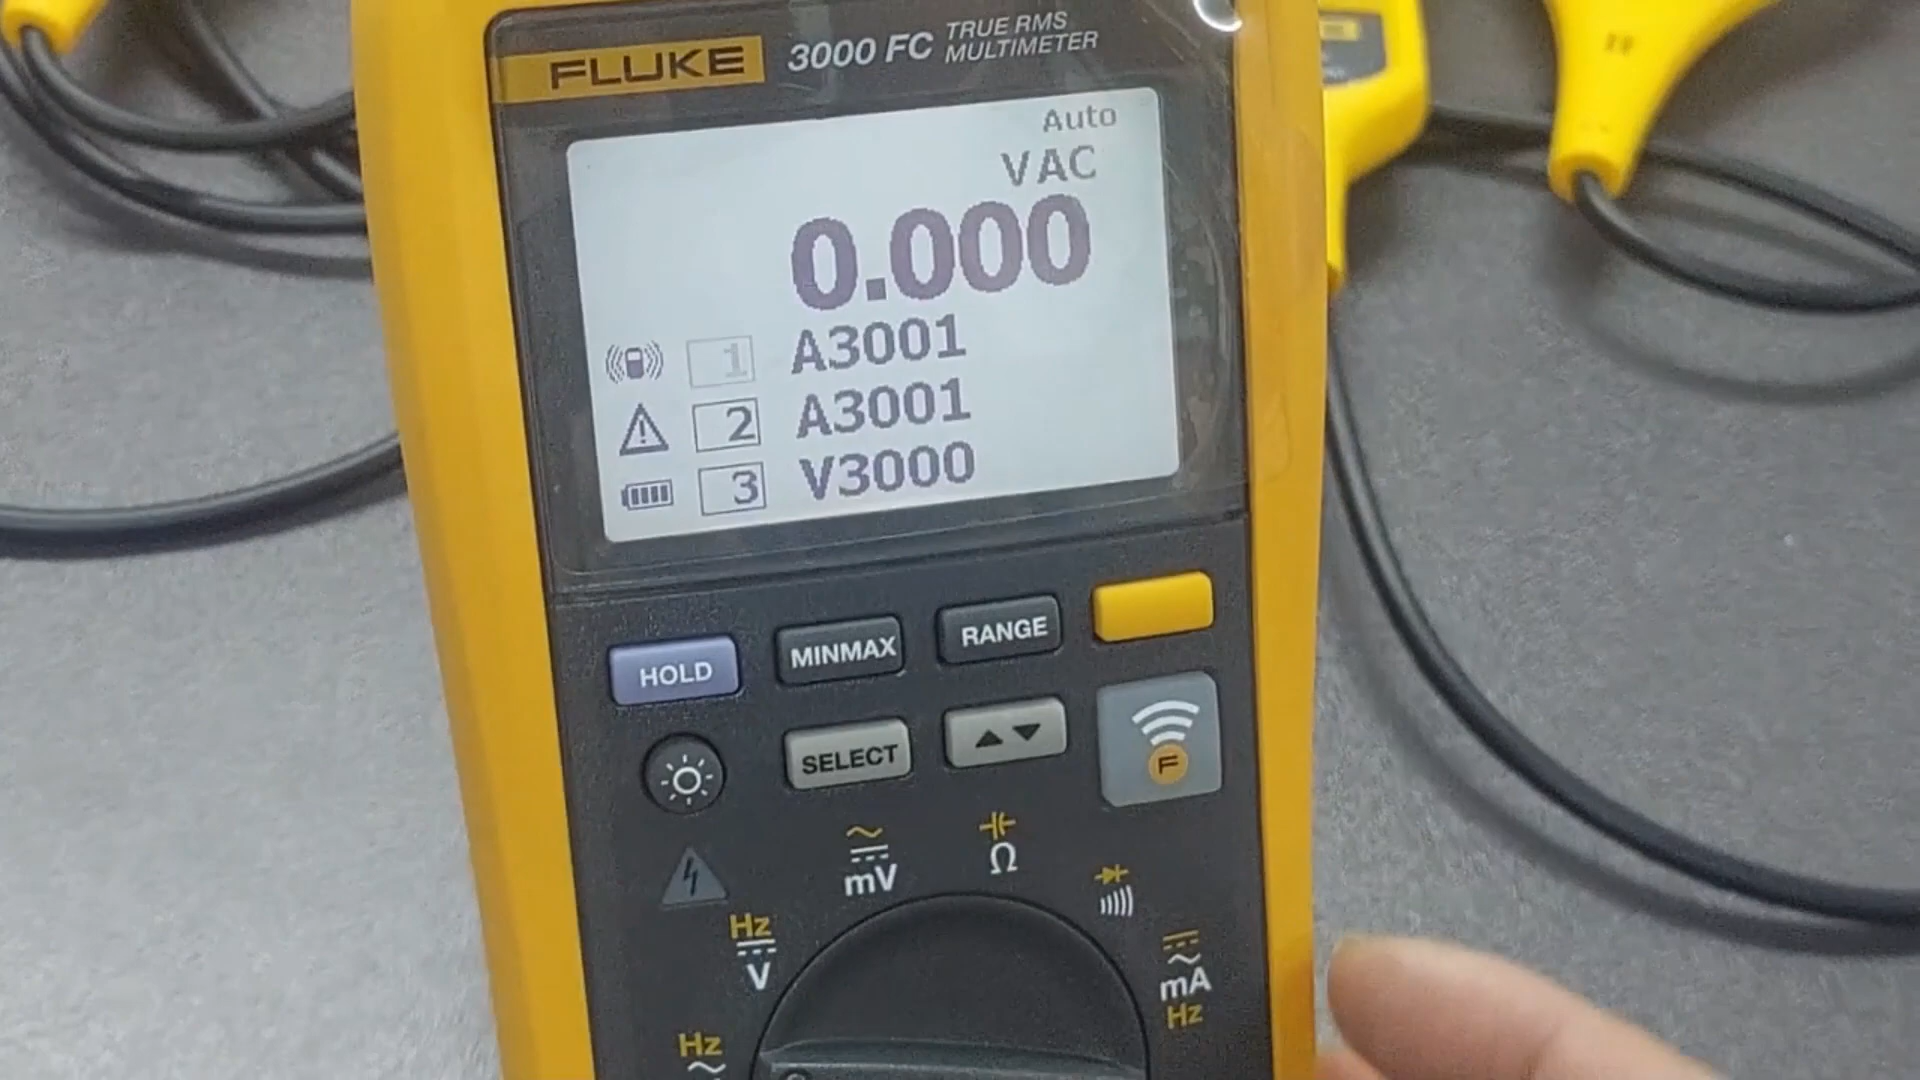 FLUKE 3000 FC TRUE RMS
MULTIMETER
Auto
VAC
0.000
1 A3001
2 A3001
3 V3000
HOLD MINMAX RANGE
SELECT
F
mV Ω
Hz
V
mA
Hz
Hz